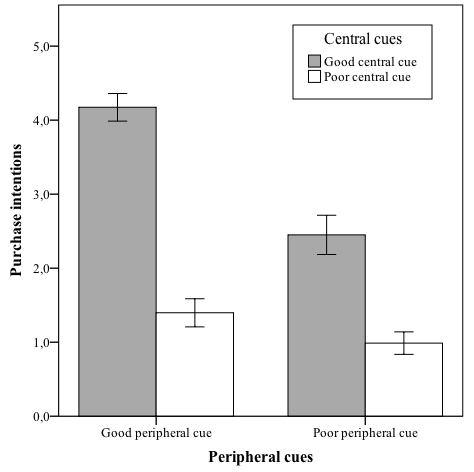 Central cues
Good central cue
Poor central cue
Purchase intentions
5,0
4,0
3,0
2,0
1,0
0,0
Good peripheral cue
Poor peripheral cue
Peripheral cues